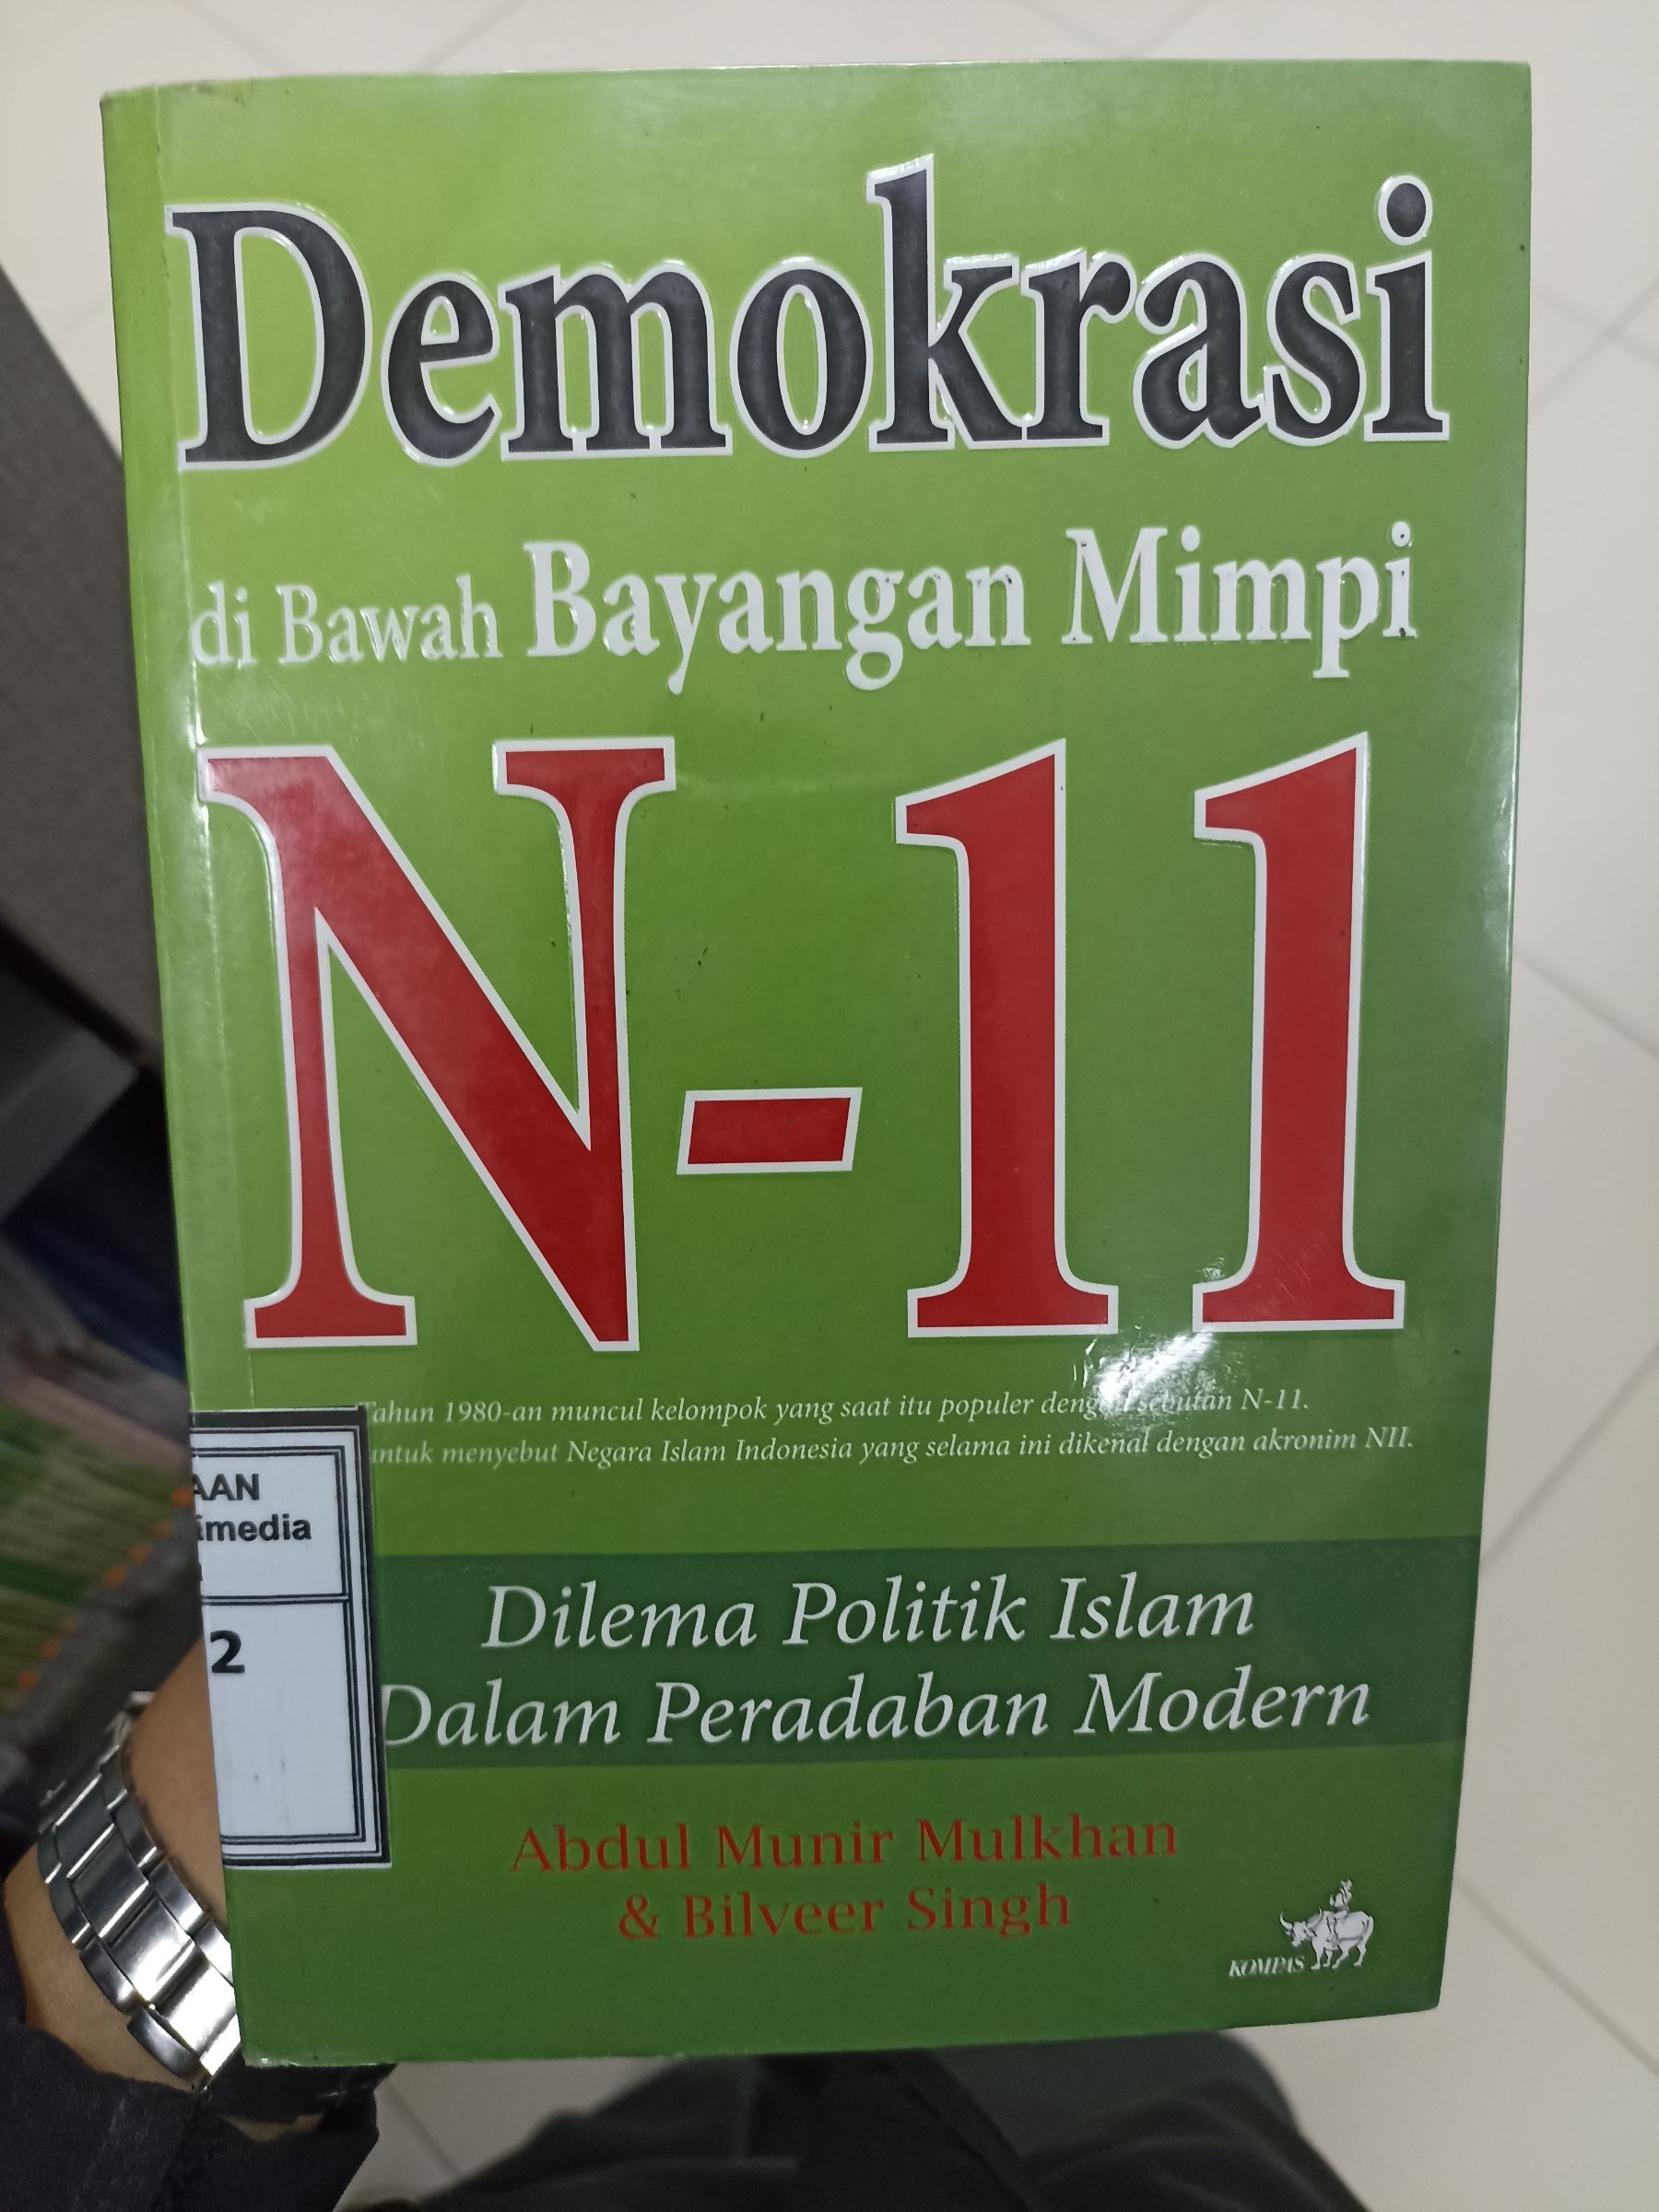 Demokrasi
di Bawah Bayangan Mimpi
N-11
Tahun 1980-an muncul kelompok yang saat itu populer dengan sebutan N-11.
untuk menyebut Negara Islam Indonesia yang selama ini dikenal dengan akronim NII.
AAN
imedia
2
Dilema Politik Islam
Dalam Peradaban Modern
Abdul Munir Mulkhan
& Bilveer Singh
KOMPAS